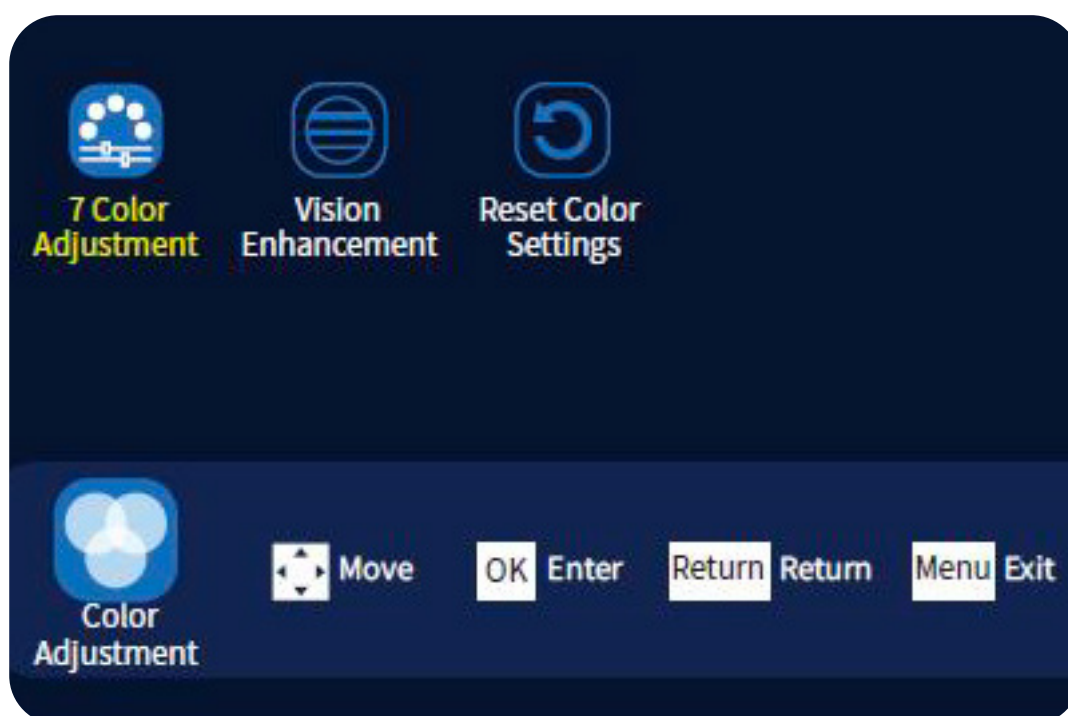 7 Color
Adjustment
Vision
Enhancement
Reset Color
Settings
Color
Adjustment
Move
OK Enter
Return Return
Menu Exit